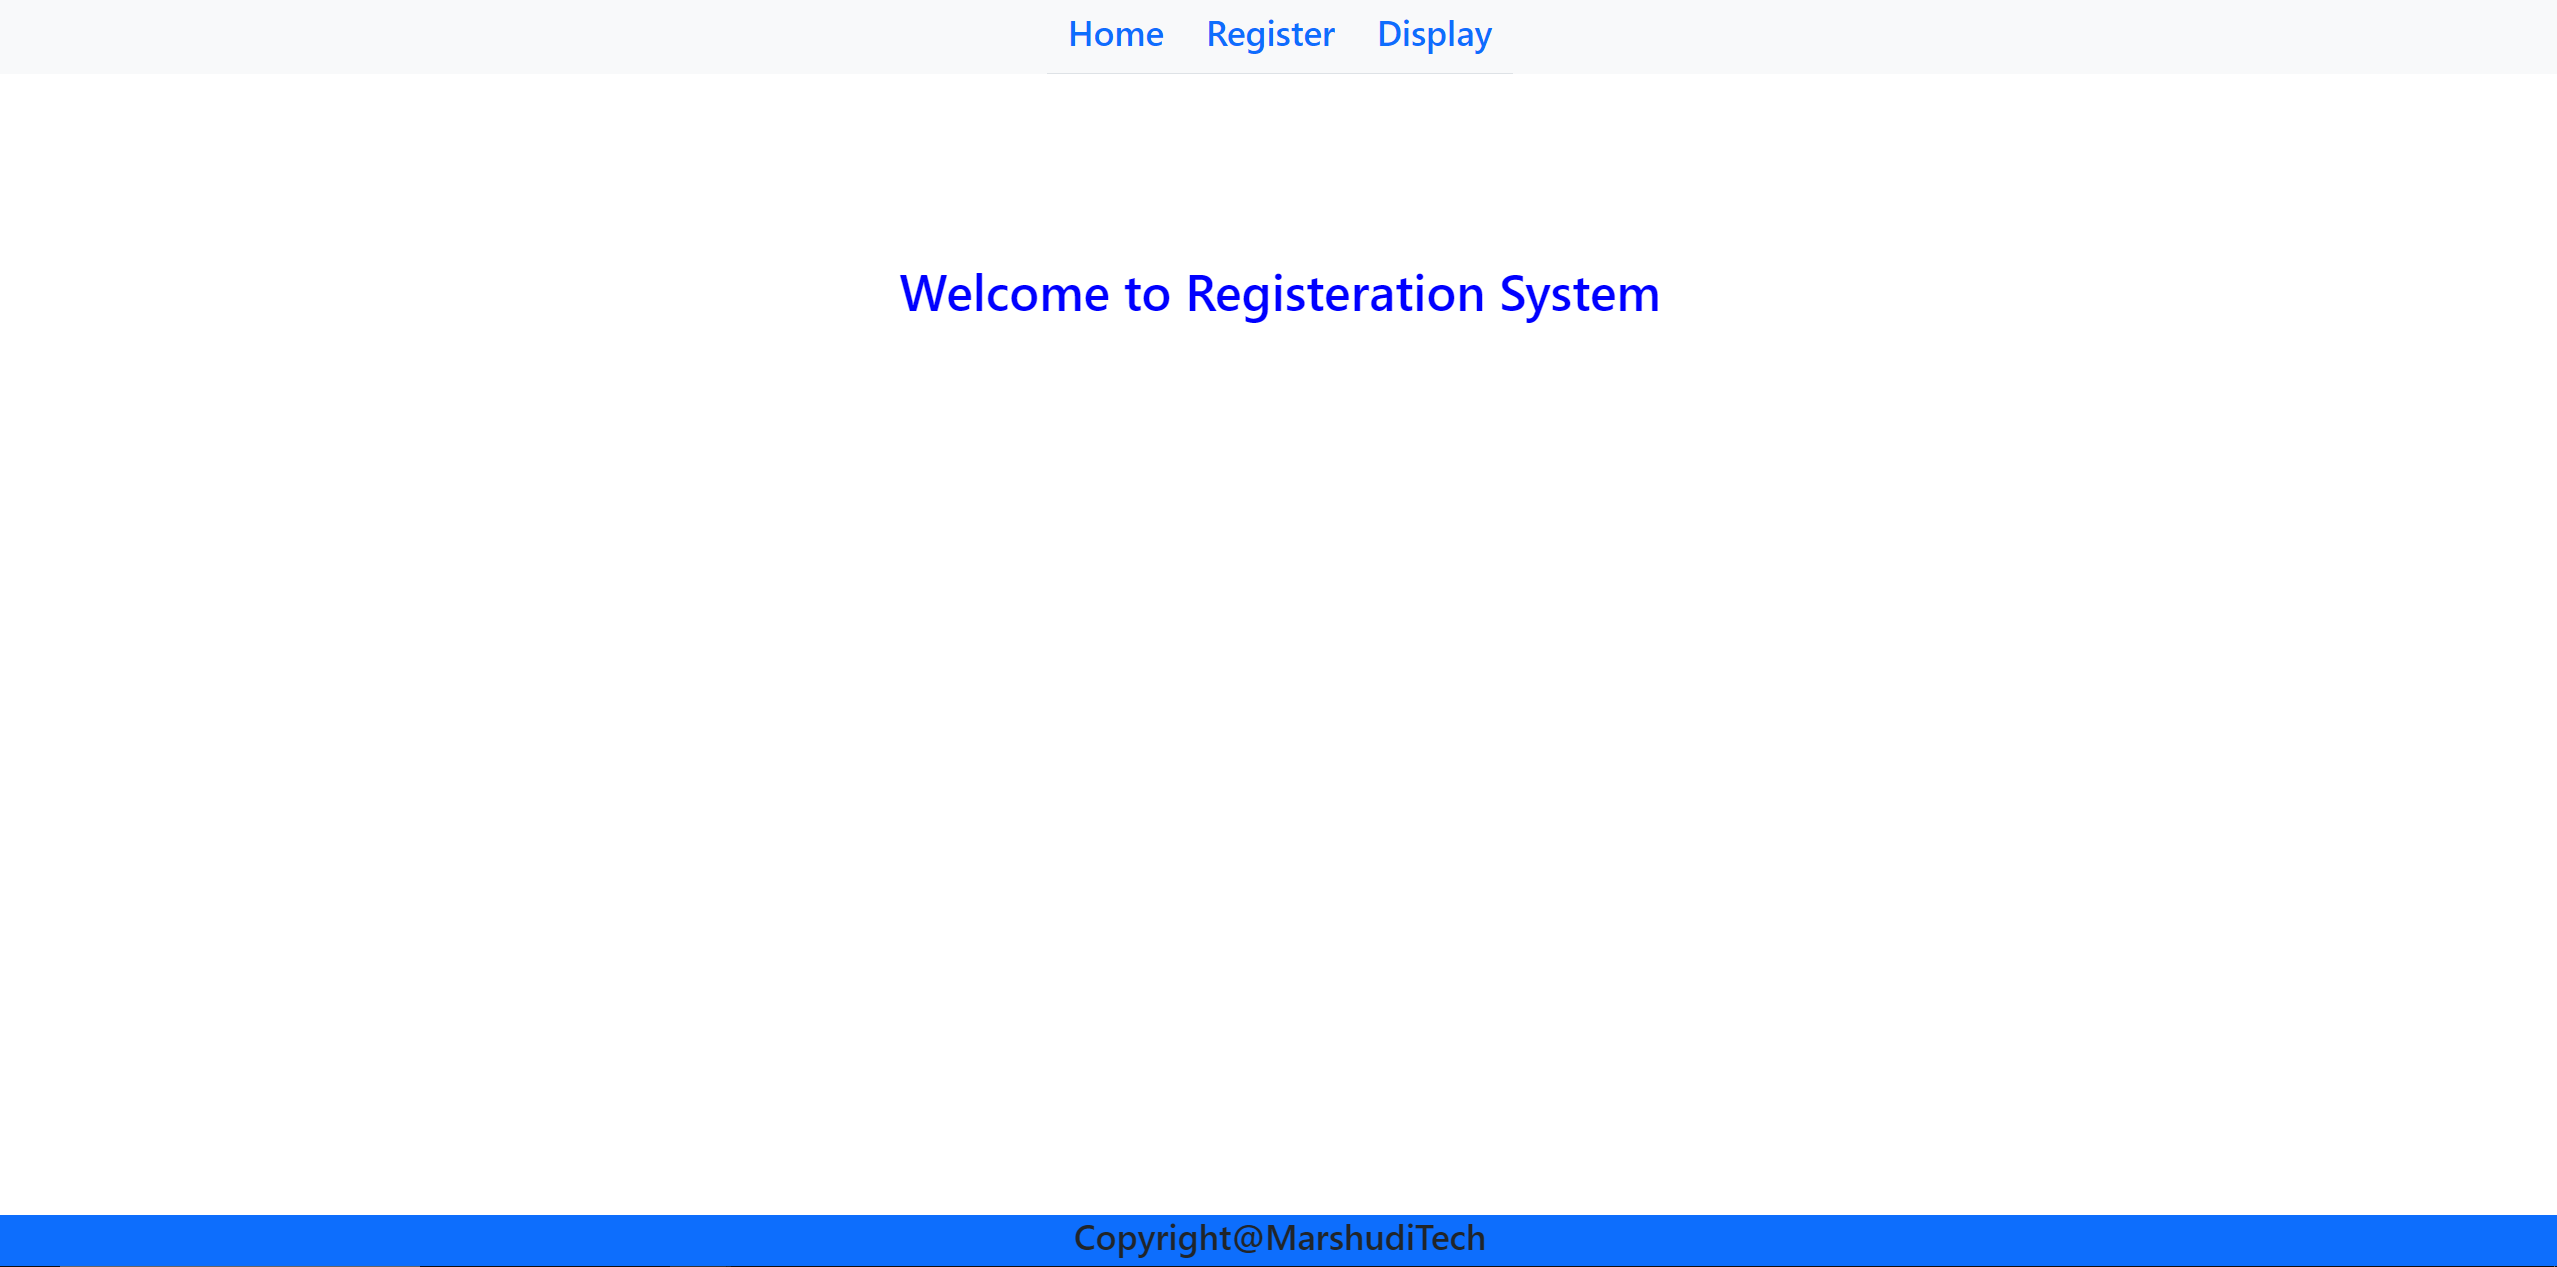 Home Register Display
Welcome to Registeration System
Copyright@MarshudiTech